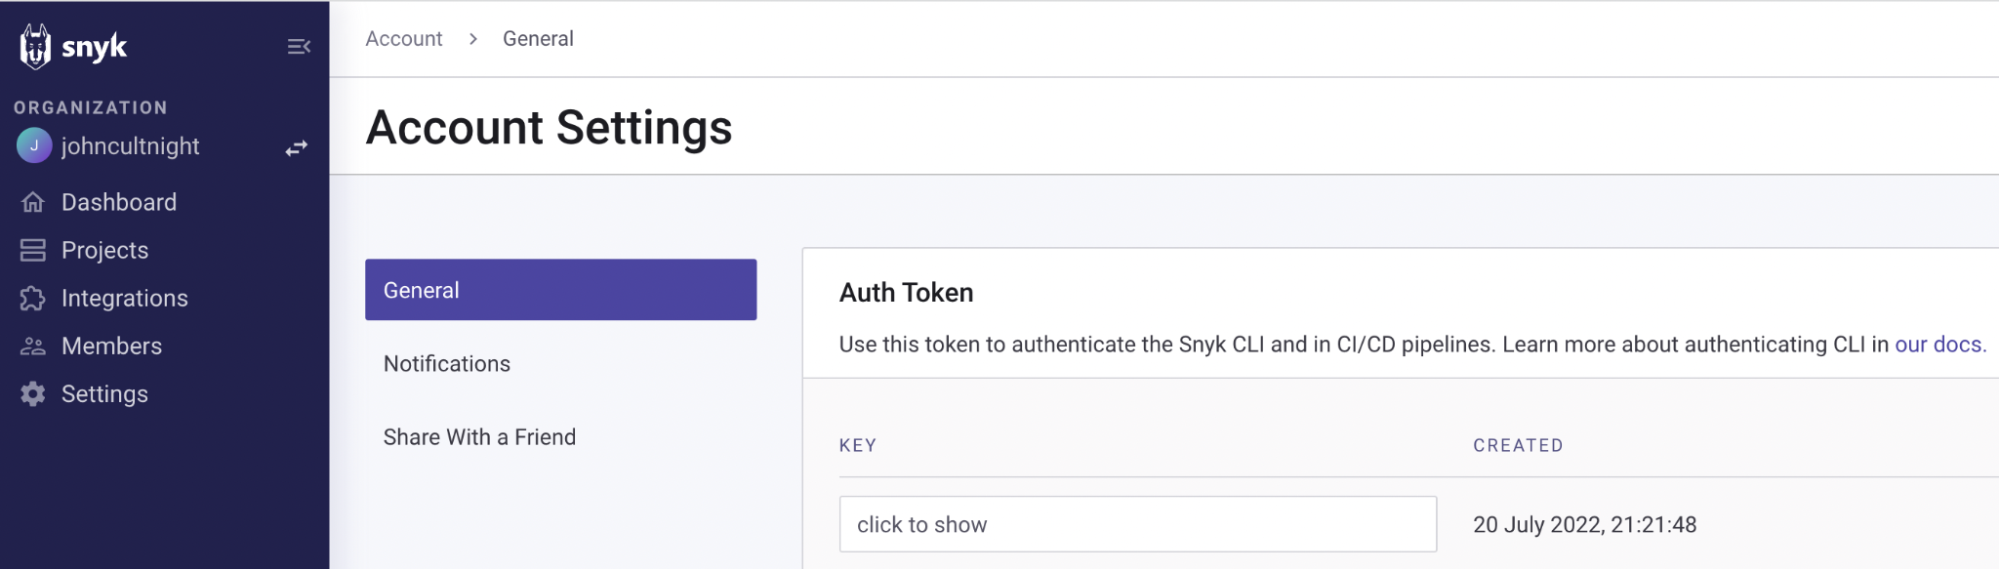 snyk
ORGANIZATION
J johncultnight
Dashboard
Projects
Integrations
Members
Settings
Account > General
Account Settings
General
Notifications
Share With a Friend
Auth Token
Use this token to authenticate the Snyk CLI and in CI/CD pipelines. Learn more about authenticating CLI in our docs.
KEY CREATED
click to show 20 July 2022, 21:21:48